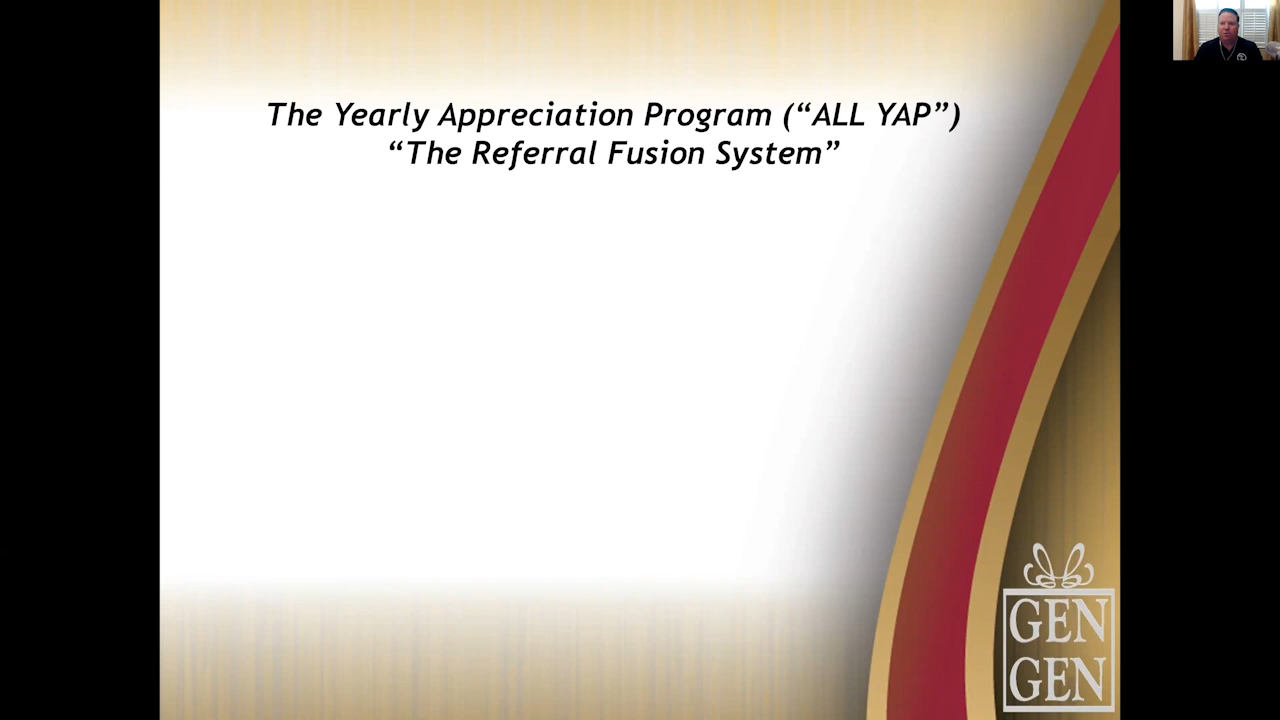 The Yearly Appreciation Program (“ALL YAP”)
“The Referral Fusion System”
GEN
GEN